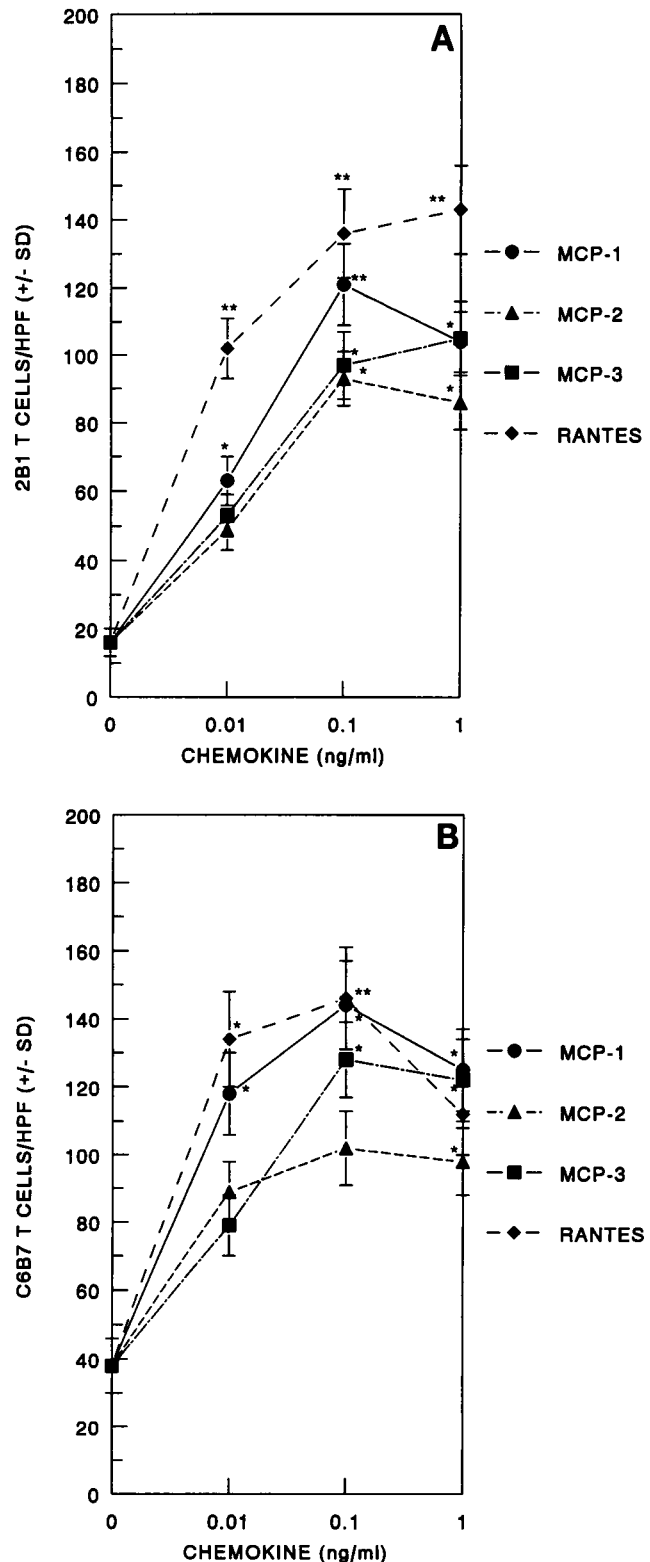 A
200
180
160
140
120
100
80
60
40
20
0
2B1 T CELLS/HPF (+/- SD)
**
*
**
**
*
*
**
*
*
0 0.01 0.1 1
CHEMOKINE (ng/ml)
MCP-1
MCP-2
MCP-3
RANTES
B
200
180
160
140
120
100
80
60
40
20
0
C6B7 T CELLS/HPF (+/- SD)
*
*
**
*
*
*
*
*
0 0.01 0.1 1
CHEMOKINE (ng/ml)
MCP-1
MCP-2
MCP-3
RANTES